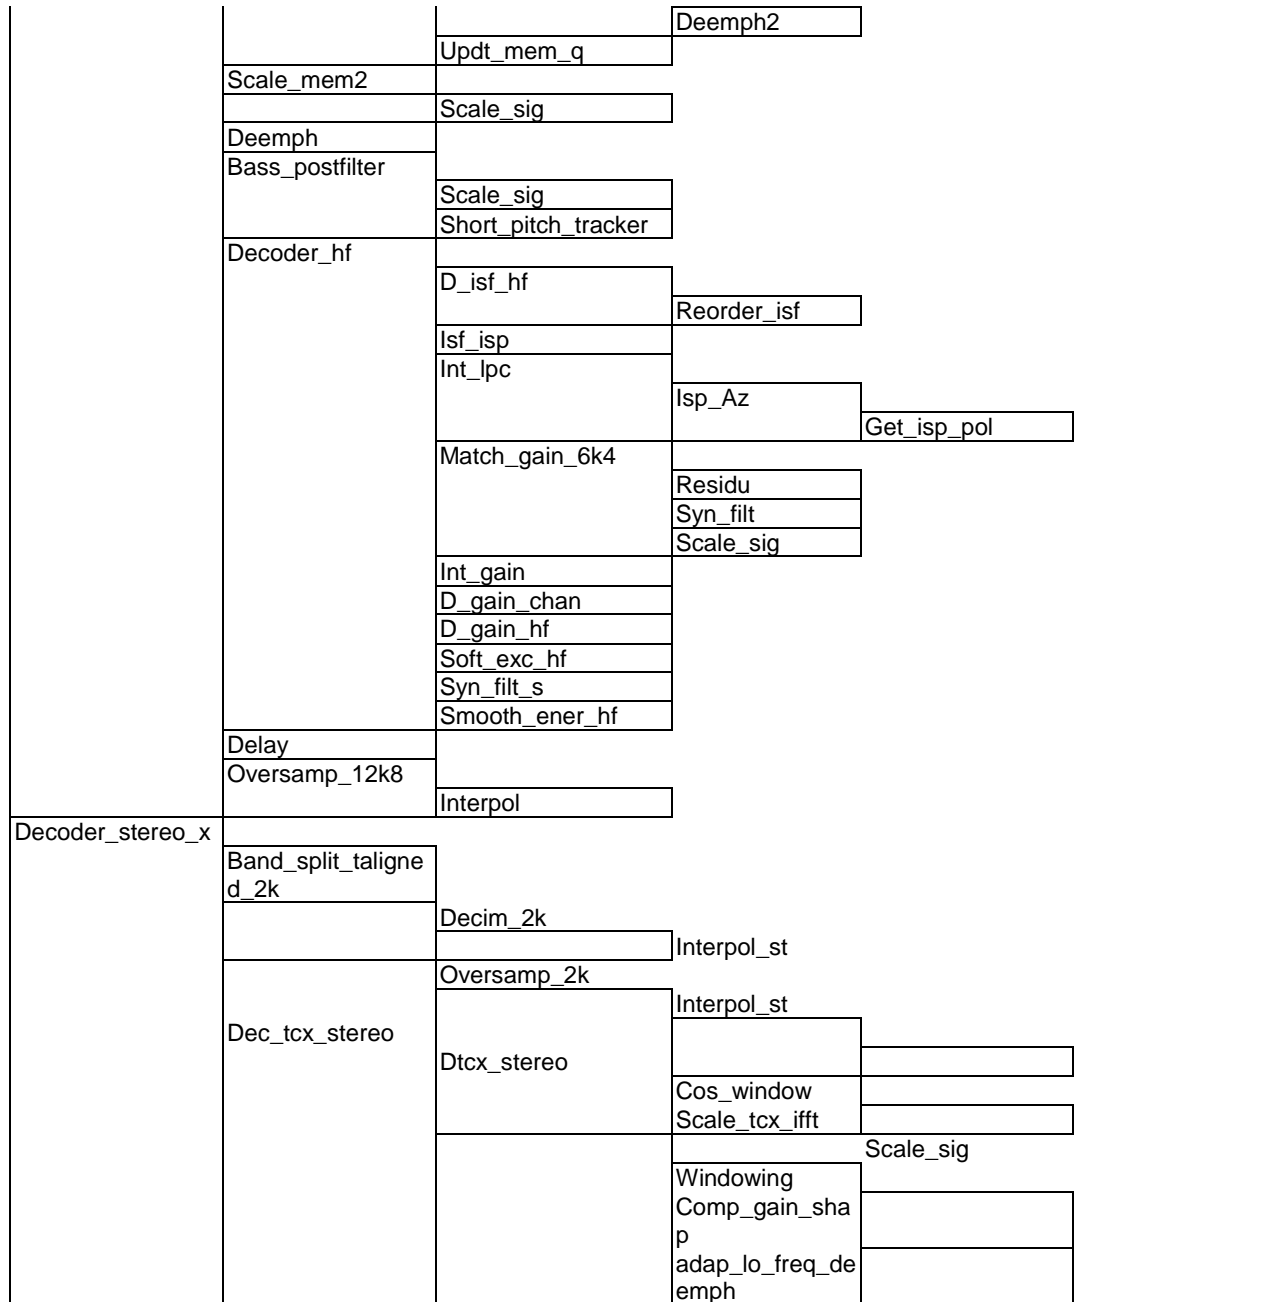 Deemph2
Updt_mem_q
Scale_mem2
Scale_sig
Deemph
Bass_postfilter
Scale_sig
Short_pitch_tracker
Decoder_hf
D_isf_hf
Reorder_isf
Isf_isp
Int_lpc
Isp_Az
Get_isp_pol
Match_gain_6k4
Residu
Syn_filt
Scale_sig
Int_gain
D_gain_chan
D_gain_hf
Soft_exc_hf
Syn_filt_s
Smooth_ener_hf
Delay
Oversamp_12k8
Interpol
Decoder_stereo_x
Band_split_taligne
d_2k
Decim_2k
Interpol_st
Oversamp_2k
Interpol_st
Dec_tcx_stereo
Dtcx_stereo
Cos_window
Scale_tcx_ifft
Scale_sig
Windowing
Comp_gain_sha
p
adap_lo_freq_de
emph